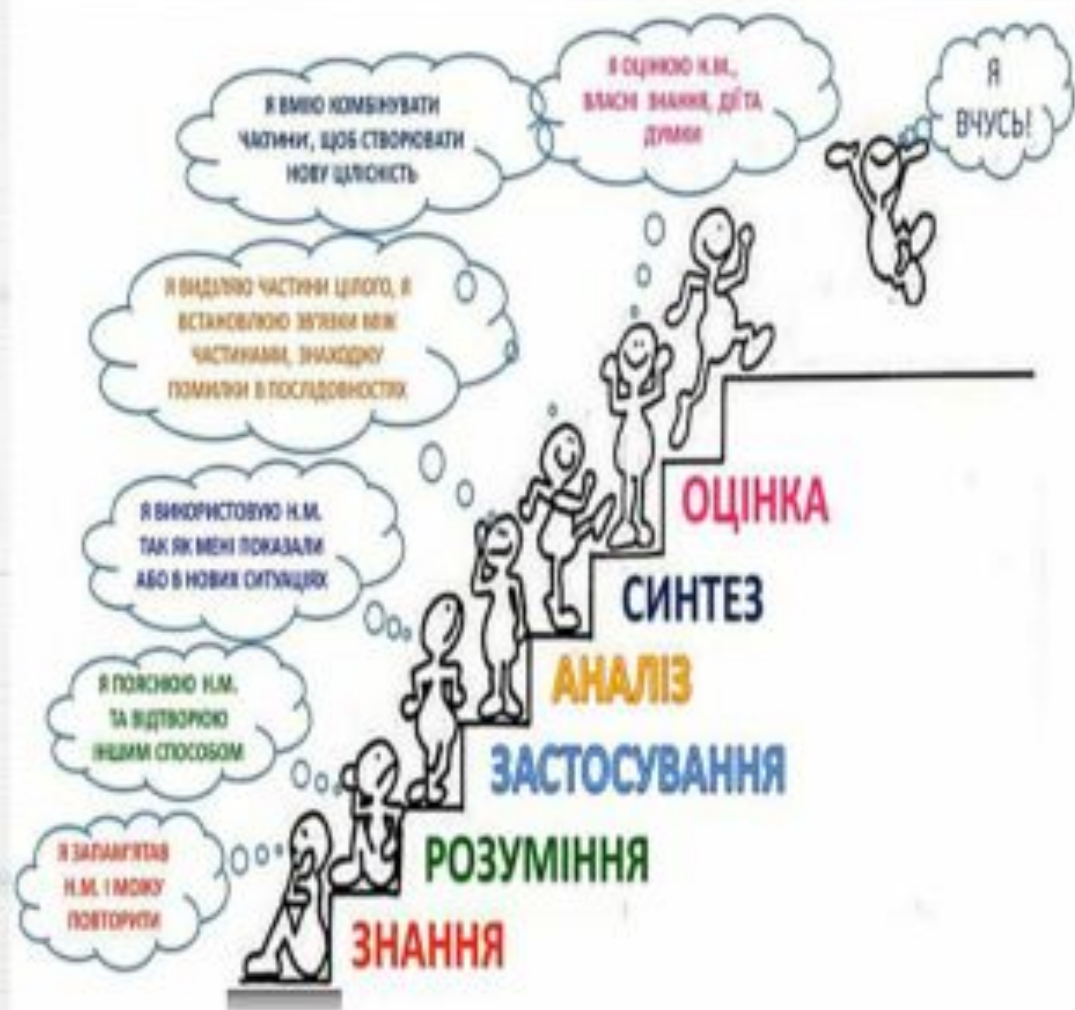 Я
ВЧУСЬ!
Я ОЦІНЮЮ Н.М.,
ВЛАСНІ ЗНАННЯ, ДІЇ ТА
ДУМКИ
Я ВМІЮ КОМБІНУВАТИ
ЧАСТИНИ, ЩОБ СТВОРЮВАТИ
НОВУ ЦІЛІСНІСТЬ
Я ВИДІЛЯЮ ЧАСТИНИ ЦІЛОГО, Я
ВСТАНОВЛЮЮ ЗВ'ЯЗКИ МІЖ
ЧАСТИНАМИ, ЗНАХОДЖУ
ПОМИЛКИ В ПОСЛІДОВНОСТЯХ
Я ВИКОРИСТОВУЮ Н.М.
ТАК ЯК МЕНІ ПОКАЗАЛИ
АБО В НОВИХ СИТУАЦІЯХ
Я ПОЯСНЮЮ Н.М.
ТА ВІДТВОРЮЮ
ІНШИМ СПОСОБОМ
Я ЗАПАМ'ЯТАВ
Н.М. І МОЖУ
ПОВТОРИТИ
ОЦІНКА
СИНТЕЗ
АНАЛІЗ
ЗАСТОСУВАННЯ
РОЗУМІННЯ
ЗНАННЯ